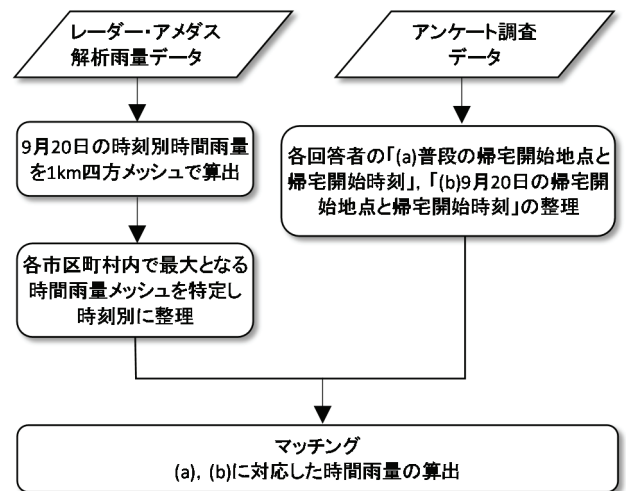 レーダー・アメダス
解析雨量データ
アンケート調査
データ
9月20日の時刻別時間雨量
を1km四方メッシュで算出
各回答者の「(a)普段の帰宅開始地点と
帰宅開始時刻」，「(b)9月20日の帰宅開
始地点と帰宅開始時刻」の整理
各市区町村内で最大となる
時間雨量メッシュを特定し
時刻別に整理
マッチング
(a)，(b)に対応した時間雨量の算出